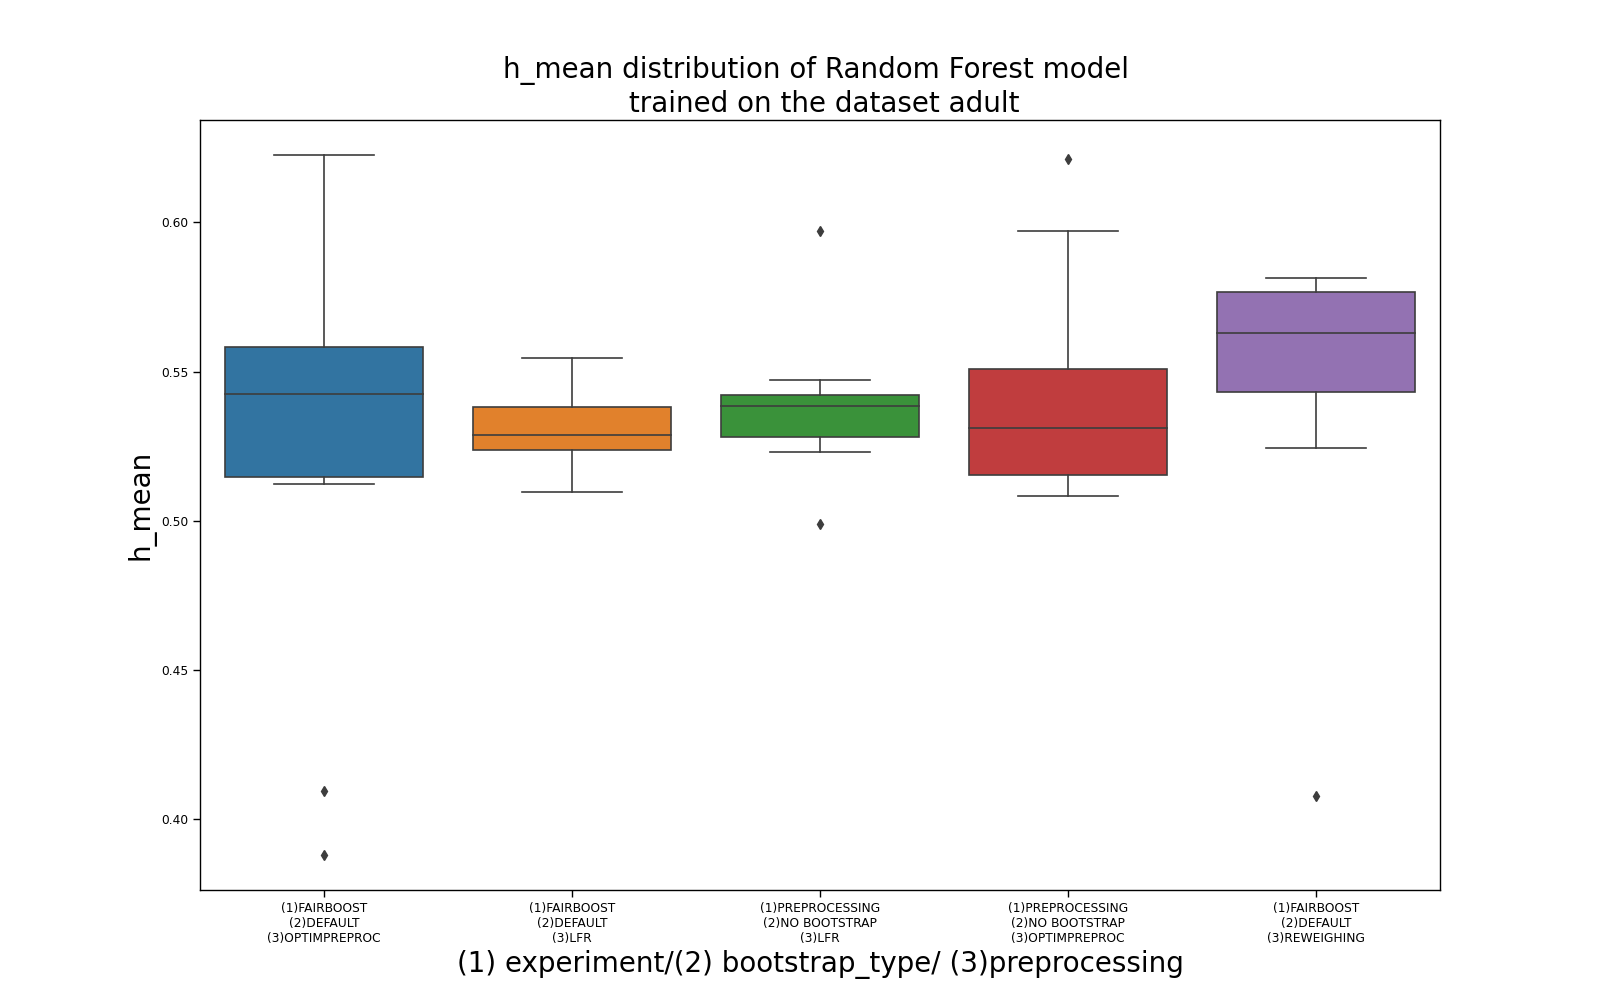 h_mean distribution of Random Forest model
trained on the dataset adult
h_mean
0.60
0.55
0.50
0.45
0.40
(1)FAIRBOOST
(2)DEFAULT
(3)OPTIMPREPROC
(1)FAIRBOOST
(2)DEFAULT
(3)LFR
(1)PREPROCESSING
(2)NO BOOTSTRAP
(3)LFR
(1)PREPROCESSING
(2)NO BOOTSTRAP
(3)OPTIMPREPROC
(1)FAIRBOOST
(2)DEFAULT
(3)REWEIGHING
(1) experiment/(2) bootstrap_type/ (3)preprocessing